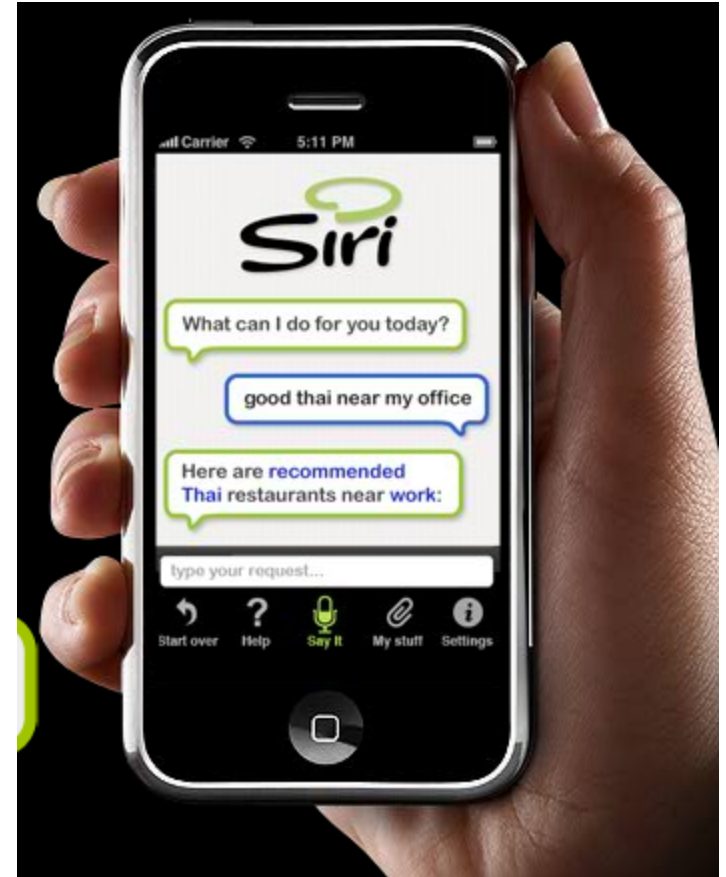 Carrier 5:11 PM
Siri
What can I do for you today?
good thai near my office
Here are recommended
Thai restaurants near work:
type your request...
Start over Help Say It My stuff Settings